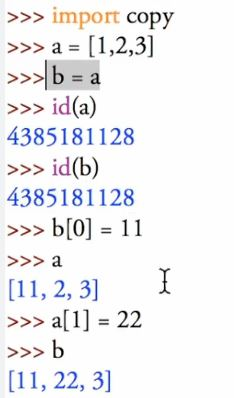 >>> import copy
>>> a = [1,2,3]
>>> b = a
>>> id(a)
4385181128
>>> id(b)
4385181128
>>> b[0] = 11
>>> a
[11, 2, 3]
>>> a[1] = 22
>>> b
[11, 22, 3]